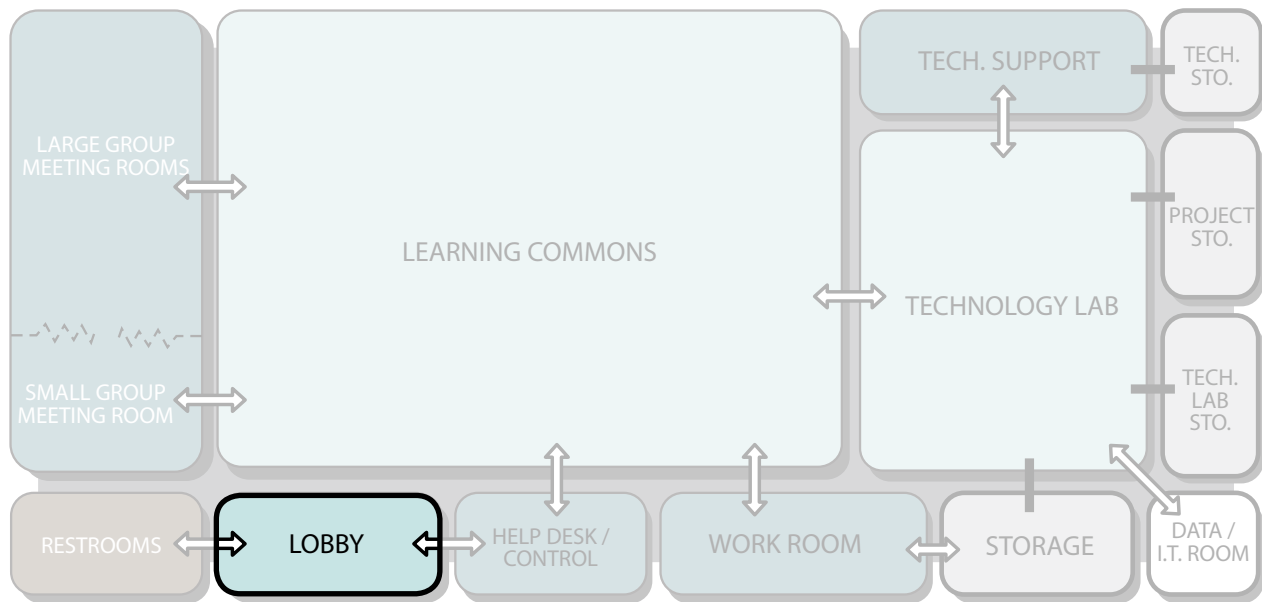 LARGE GROUP
MEETING ROOMS
SMALL GROUP
MEETING ROOM
LEARNING COMMONS
TECH. SUPPORT
TECH.
STO.
TECHNOLOGY LAB
PROJECT
STO.
TECH.
LAB
STO.
RESTROOMS
LOBBY
HELP DESK /
CONTROL
WORK ROOM
STORAGE
DATA /
I.T. ROOM